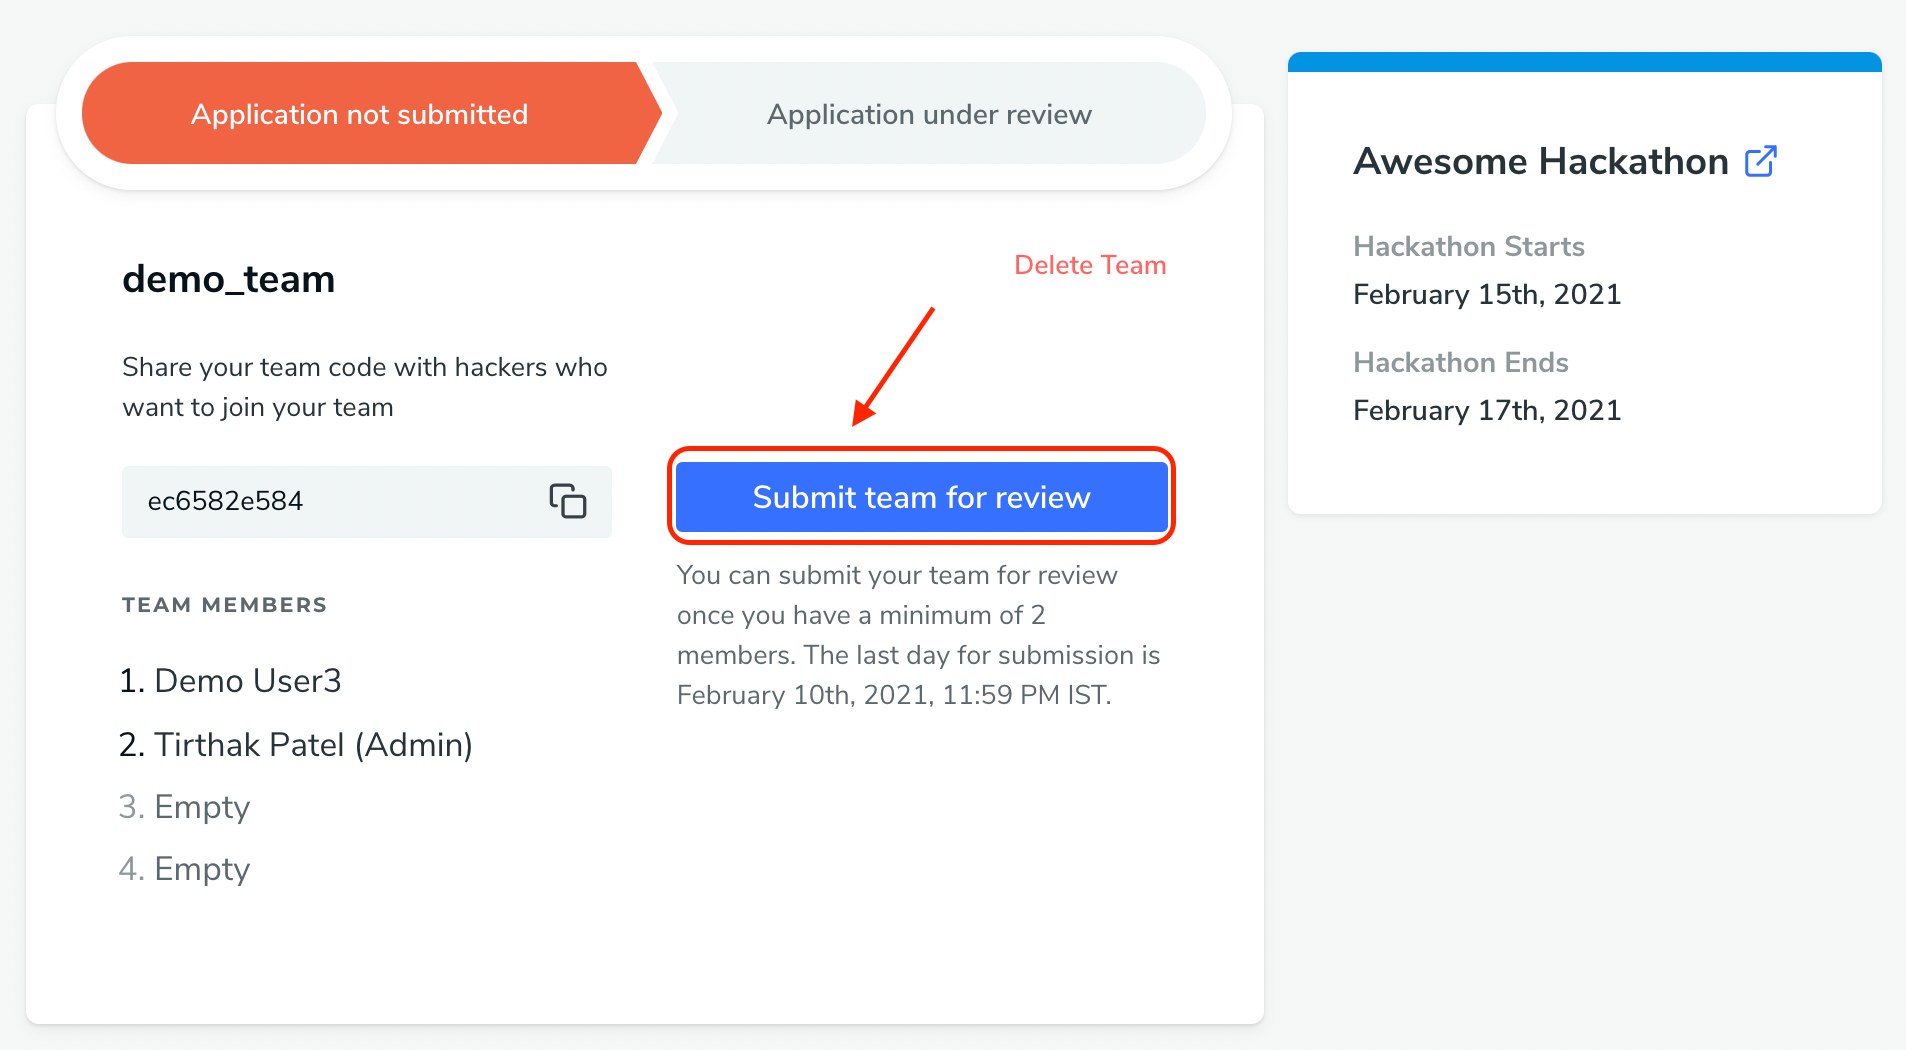 Application not submitted
Application under review
demo_team
Delete Team
Share your team code with hackers who
want to join your team
ec6582e584
Submit team for review
You can submit your team for review
once you have a minimum of 2
members. The last day for submission is
February 10th, 2021, 11:59 PM IST.
TEAM MEMBERS
1. Demo User3
2. Tirthak Patel (Admin)
3. Empty
4. Empty
Awesome Hackathon
Hackathon Starts
February 15th, 2021
Hackathon Ends
February 17th, 2021